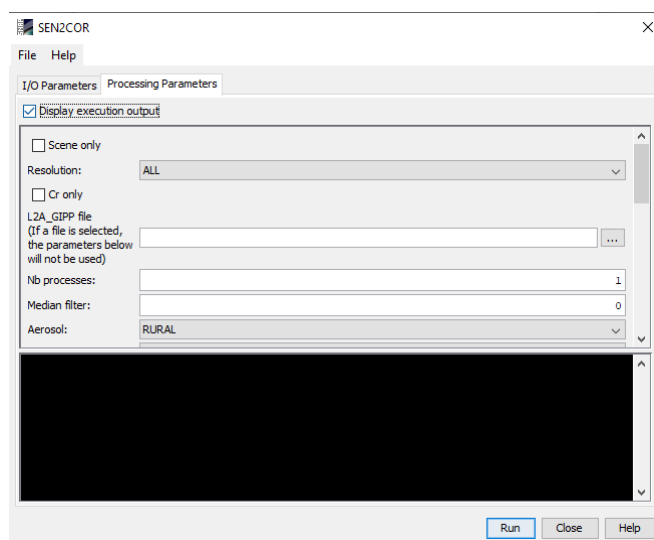 SEN2COR
File Help
I/O Parameters Processing Parameters
Display execution output
Scene only
Resolution: ALL
Cr only
L2A_GIPP file
(If a file is selected,
the parameters below
will not be used)
...
Nb processes: 1
Median filter: 0
Aerosol: RURAL
Run Close Help